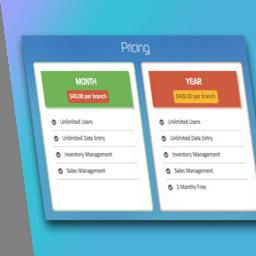 Pricing
MONTH
$40.00 per branch
Unlimited Users
Unlimited Data Entry
Inventory Management
Sales Management
YEAR
$400.00 per branch
Unlimited Users
Unlimited Data Entry
Inventory Management
Sales Management
2 Months Free